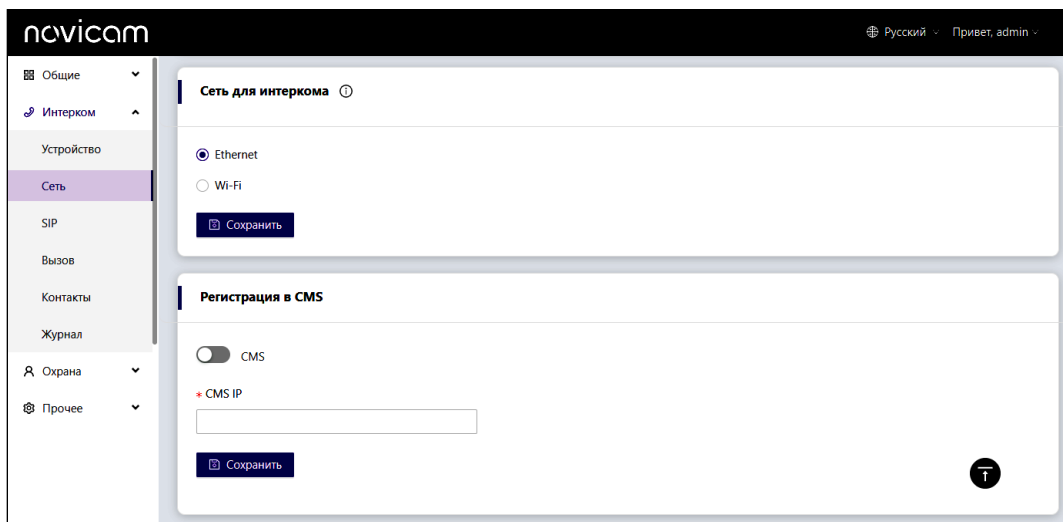 novicam
Русский
Привет, admin
Общие
Интерком
Устройство
Сеть
SIP
Вызов
Контакты
Журнал
Охрана
Прочее
Сеть для интеркома
Ethernet
Wi-Fi
Сохранить
Регистрация в CMS
CMS
* CMS IP
Сохранить